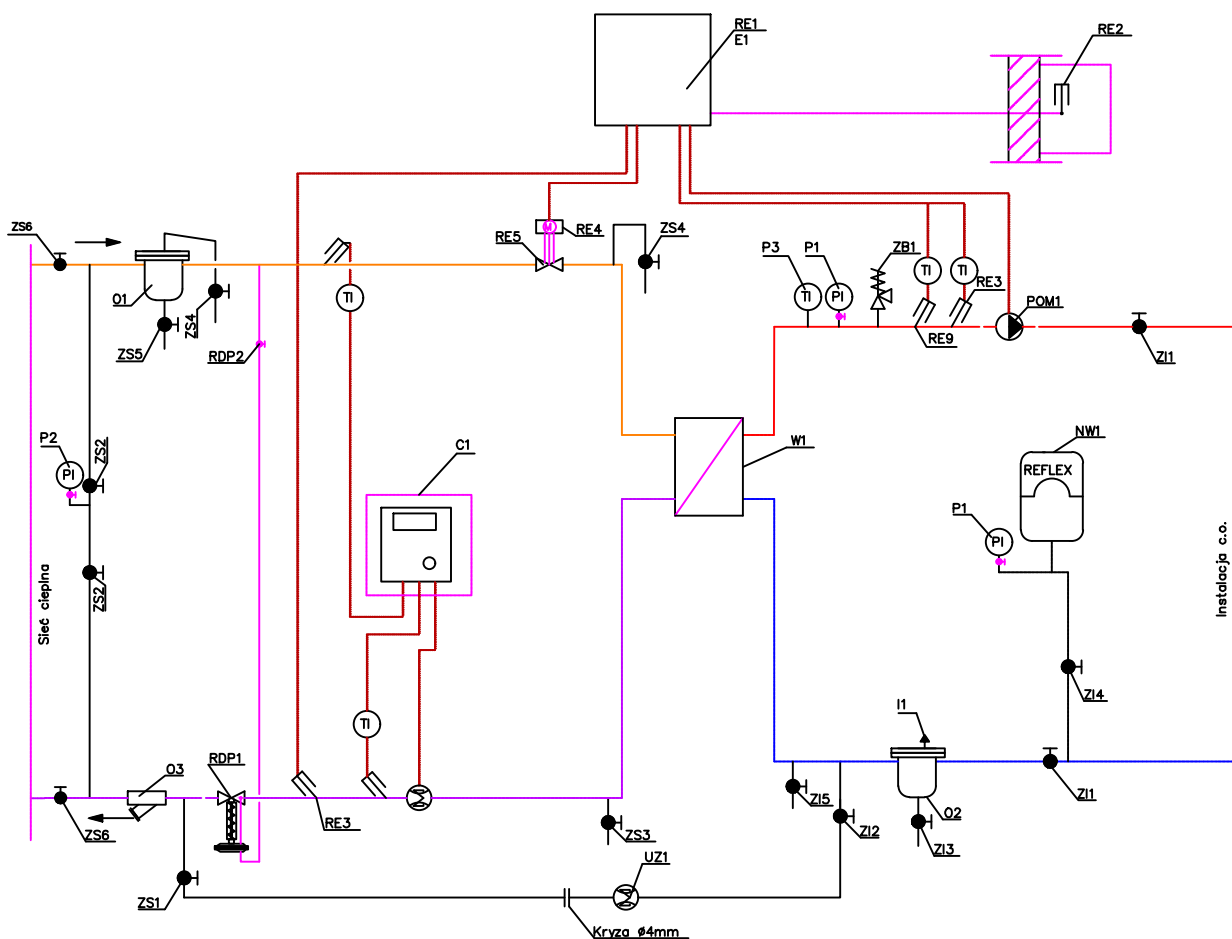 RE1
E1
RE2
ZS6
RE5
M
RE4
ZS4
P3
P1
ZB1
TI
TI
RE3
TI
PI
O1
TI
ZS4
ZS5
RDP2
POM1
RE9
ZI1
P2
PI
ZS2
C1
W1
NW1
REFLEX
P1
PI
ZS2
Sieć cieplna
Instalacja c.o.
ZI4
I1
TI
RDP1
O3
ZS6
RE3
ZS3
ZI5
ZI2
O2
ZI3
ZI1
UZ1
ZS1
Kryza Ø4mm